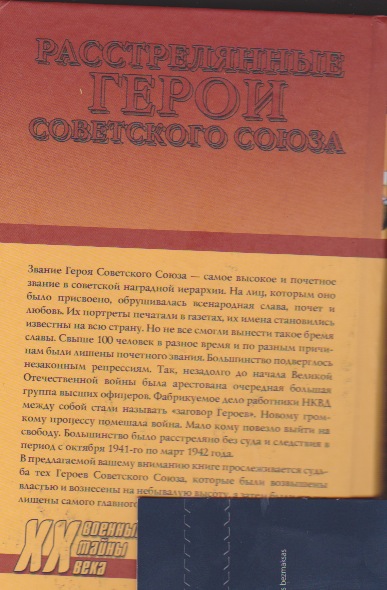 РАССТРЕЛЯННЫЕ
ГЕРОИ
СОВЕТСКОГО СОЮЗА
Звание Героя Советского Союза — самое высокое и почетное
звание в советской наградной иерархии. На лиц, которым оно
было присвоено, обрушивалась всенародная слава, почет и
любовь. Их портреты печатали в газетах, их имена становились
известны на всю страну. Но не все смогли вынести такое бремя
славы. Свыше 100 человек в разное время и по разным причи-
нам были лишены почетного звания. Большинство подверглось
незаконным репрессиям. Так, незадолго до начала Великой
Отечественной войны была арестована очередная большая
группа высших офицеров. Фабрикуемое дело работники НКВД
между собой стали называть «заговор Героев». Новому гром-
кому процессу помешала война. Мало кому повезло выйти на
свободу. Большинство было расстреляно без суда и следствия в
период с октября 1941-го по март 1942 года.
В предлагаемой вашему вниманию книге прослеживается судь-
ба тех Героев Советского Союза, которые были возвышены
властью и вознесены на небывалую высоту, а затем
лишены самого главного
XX
военные
тайны
века
bezmaksas